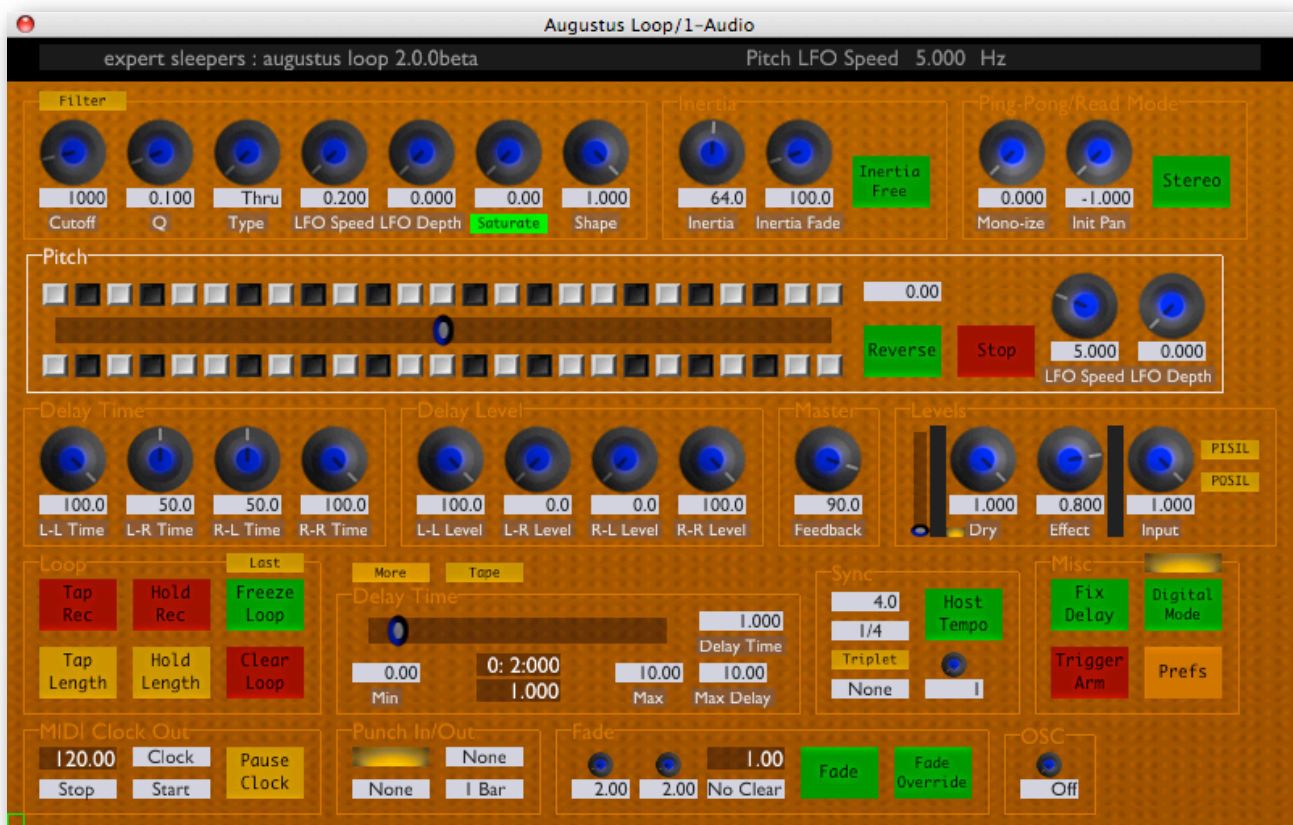 Augustus Loop/1-Audio
expert sleepers : augustus loop 2.0.0beta
Pitch LFO Speed 5.000 Hz
Filter
1000 0.100 Thru 0.200 0.000 0.00 1.000
Cutoff Q Type LFO Speed LFO Depth Saturate Shape
Inertia
64.0 100.0
Inertia Inertia Fade
Inertia
Free
Ping-Pong/Read Mode
0.000 -1.000
Mono-ize Init Pan
Stereo
Pitch
0.00
Reverse Stop
5.000 0.000
LFO Speed LFO Depth
Delay Time
100.0 50.0 50.0 100.0
L-L Time L-R Time R-L Time R-R Time
Delay Level
100.0 0.0 0.0 100.0
L-L Level L-R Level R-L Level R-R Level
Master
90.0
Feedback
Levels
1.000 0.800 1.000
Dry Effect Input
PISIL
POSIL
Loop
Last
Tap
Rec
Hold
Rec
Freeze
Loop
Tap
Length
Hold
Length
Clear
Loop
More Tape
Delay Time
1.000
Delay Time
0.00
Min
0: 2:000
1.000
10.00 10.00
Max Max Delay
Sync
4.0
1/4
Host
Tempo
Triplet
None 1
Misc
Fix
Delay
Digital
Mode
Trigger
Arm
Prefs
MIDI Clock Out
120.00 Clock
Stop Start
Pause
Clock
Punch In/Out
None
None 1 Bar
Fade
1.00
2.00 2.00 No Clear
Fade
Fade
Override
OSC
Off